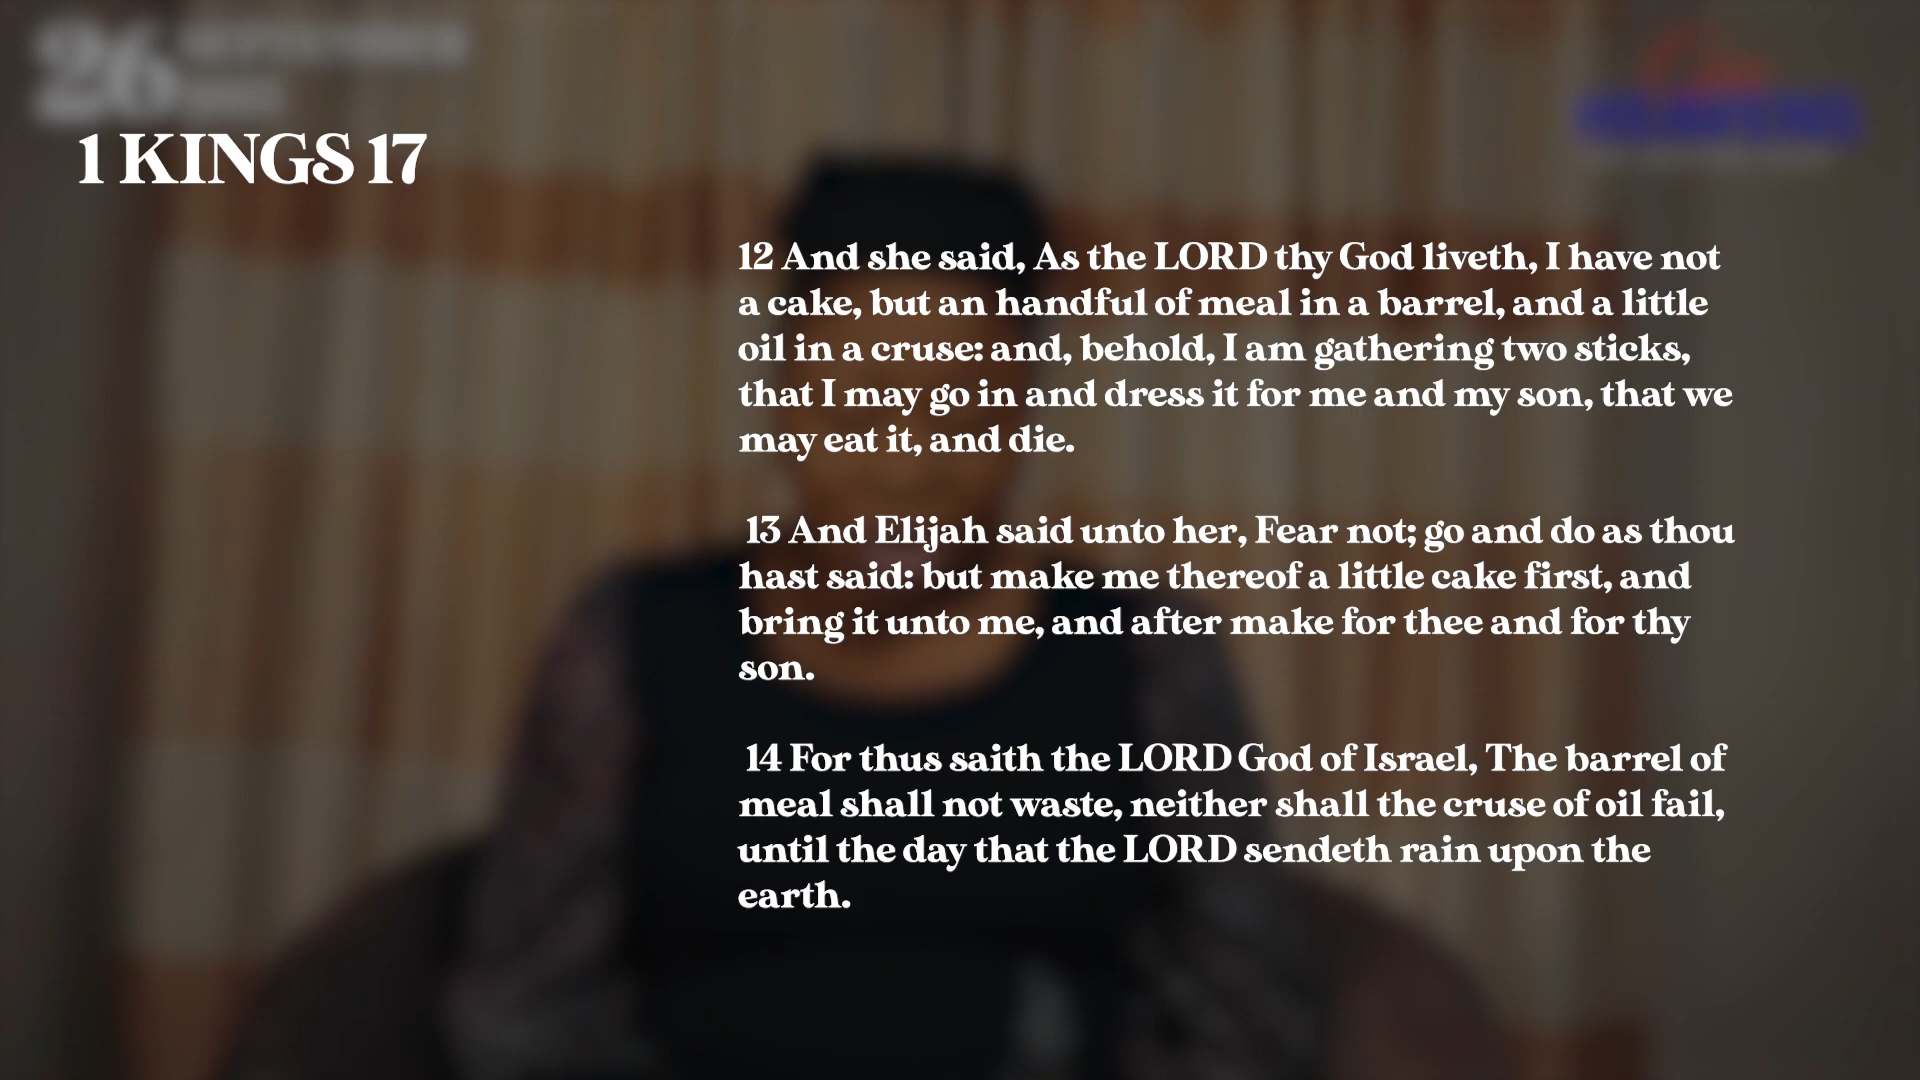 26 SEPTEMBER
1 KINGS 17
12 And she said, As the LORD thy God liveth, I have not
a cake, but an handful of meal in a barrel, and a little
oil in a cruse: and, behold, I am gathering two sticks,
that I may go in and dress it for me and my son, that we
may eat it, and die.
13 And Elijah said unto her, Fear not; go and do as thou
hast said: but make me thereof a little cake first, and
bring it unto me, and after make for thee and for thy
son.
14 For thus saith the LORD God of Israel, The barrel of
meal shall not waste, neither shall the cruse of oil fail,
until the day that the LORD sendeth rain upon the
earth.